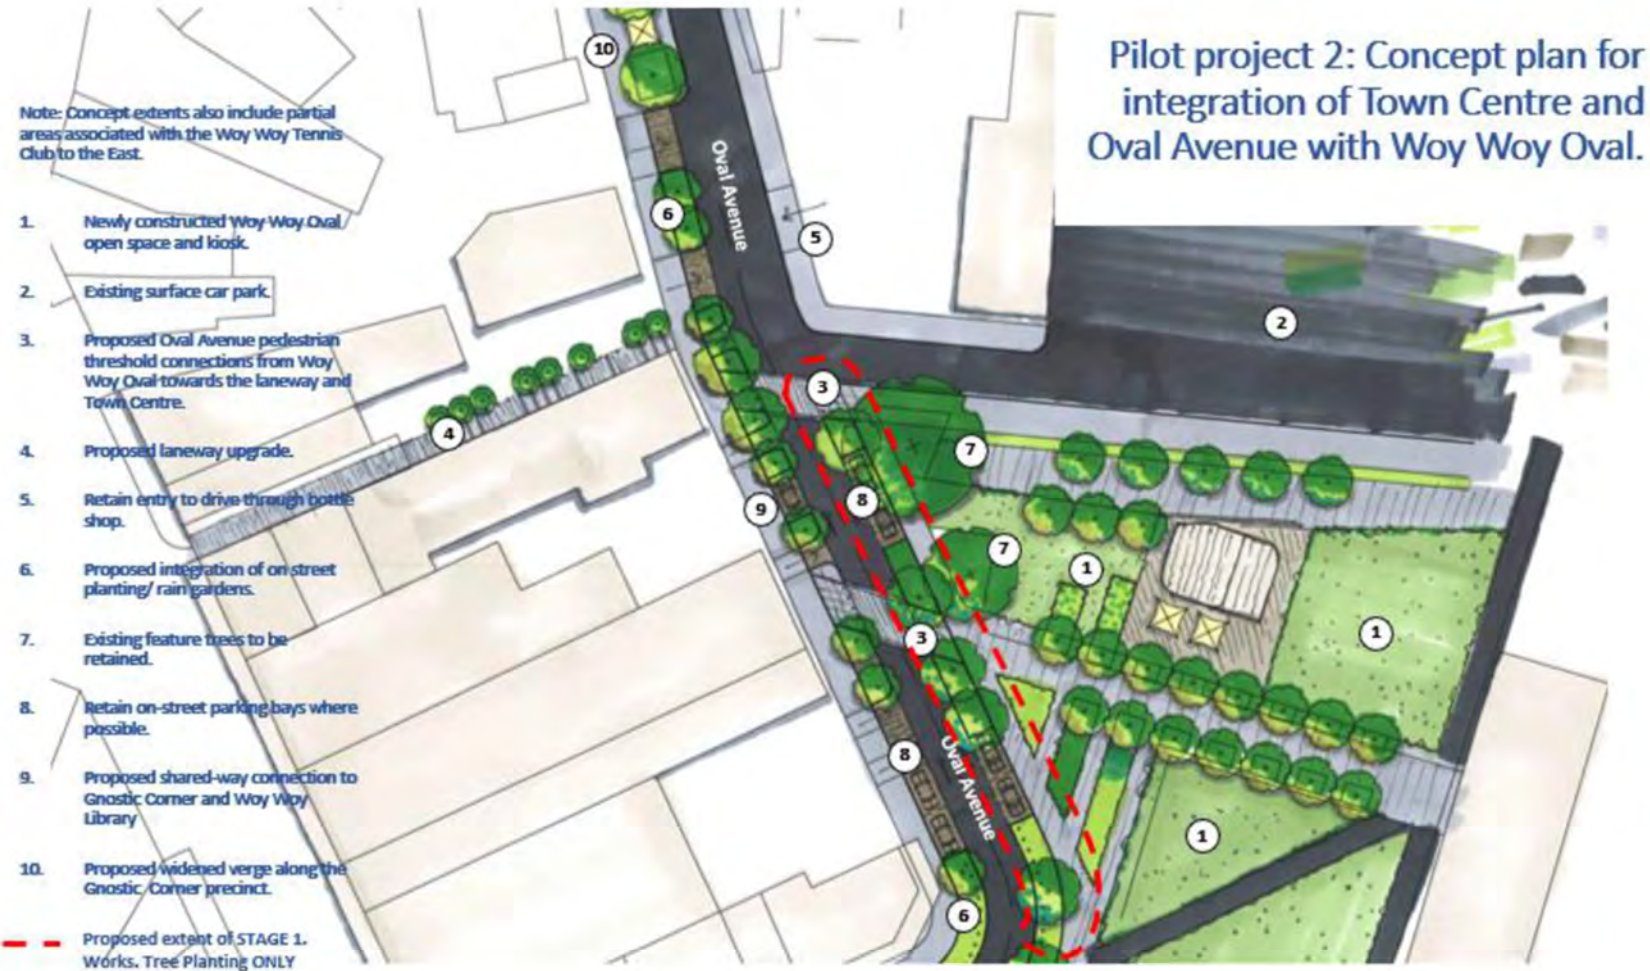 Pilot project 2: Concept plan for
integration of Town Centre and
Oval Avenue with Woy Woy Oval.
Note: Concept extents also include partial
areas associated with the Woy Woy Tennis
Club to the East.
1. Newly constructed Woy Woy Oval
open space and kiosk.
2. Existing surface car park.
3. Proposed Oval Avenue pedestrian
threshold connections from Woy
Woy Oval towards the laneway and
Town Centre.
4. Proposed laneway upgrade.
5. Retain entry to drive through bottle
shop.
6. Proposed integration of on street
planting/ rain gardens.
7. Existing feature trees to be
retained.
8. Retain on-street parking bays where
possible.
9. Proposed shared-way connection to
Gnostic Corner and Woy Woy
Library
10. Proposed widened verge along the
Gnostic Corner precinct.
Proposed extent of STAGE 1.
Works. Tree Planting ONLY
10
Oval Avenue
6
5
2
3
4
7
8
9
7
1
3
1
8
Oval Avenue
1
6